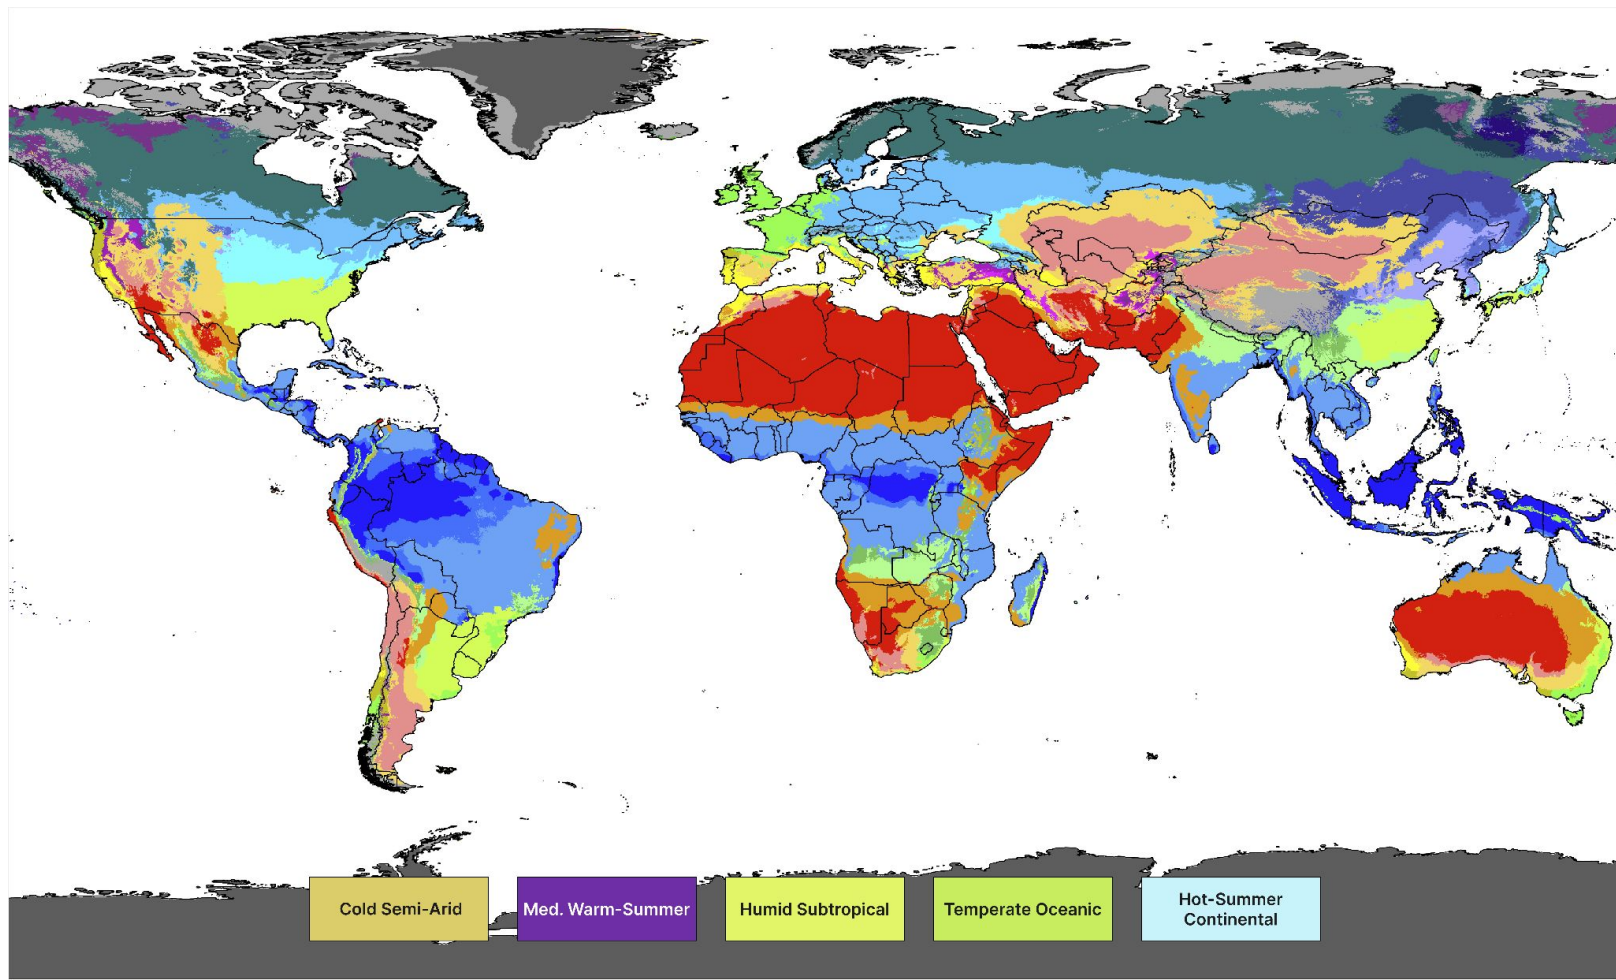 Cold Semi-Arid
Med. Warm-Summer
Humid Subtropical
Temperate Oceanic
Hot-Summer
Continental